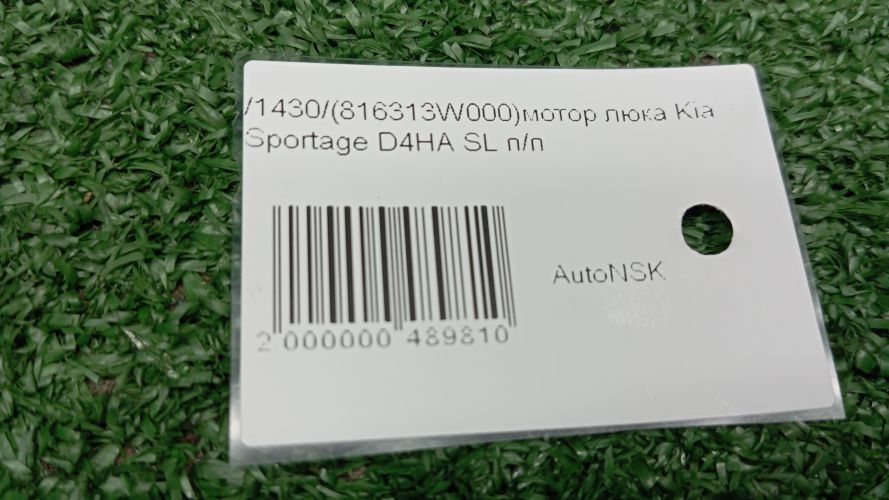 /1430/(816313W000)мотор люка Kia
Sportage D4HA SL п/п
AutoNSK
2 000000 489810